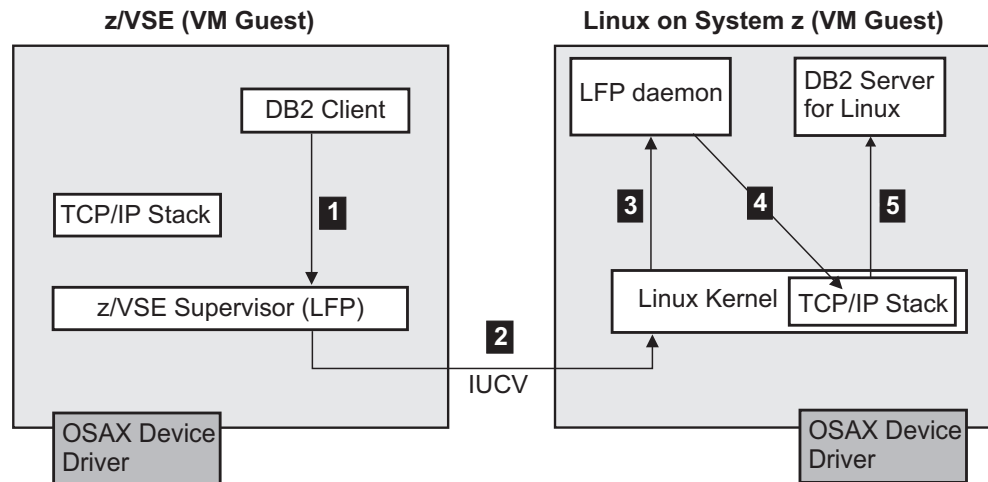 z/VSE (VM Guest)
DB2 Client
TCP/IP Stack
1
z/VSE Supervisor (LFP)
2
IUCV
OSAX Device
Driver
Linux on System z (VM Guest)
LFP daemon
DB2 Server
for Linux
3
4
5
Linux Kernel
TCP/IP Stack
OSAX Device
Driver